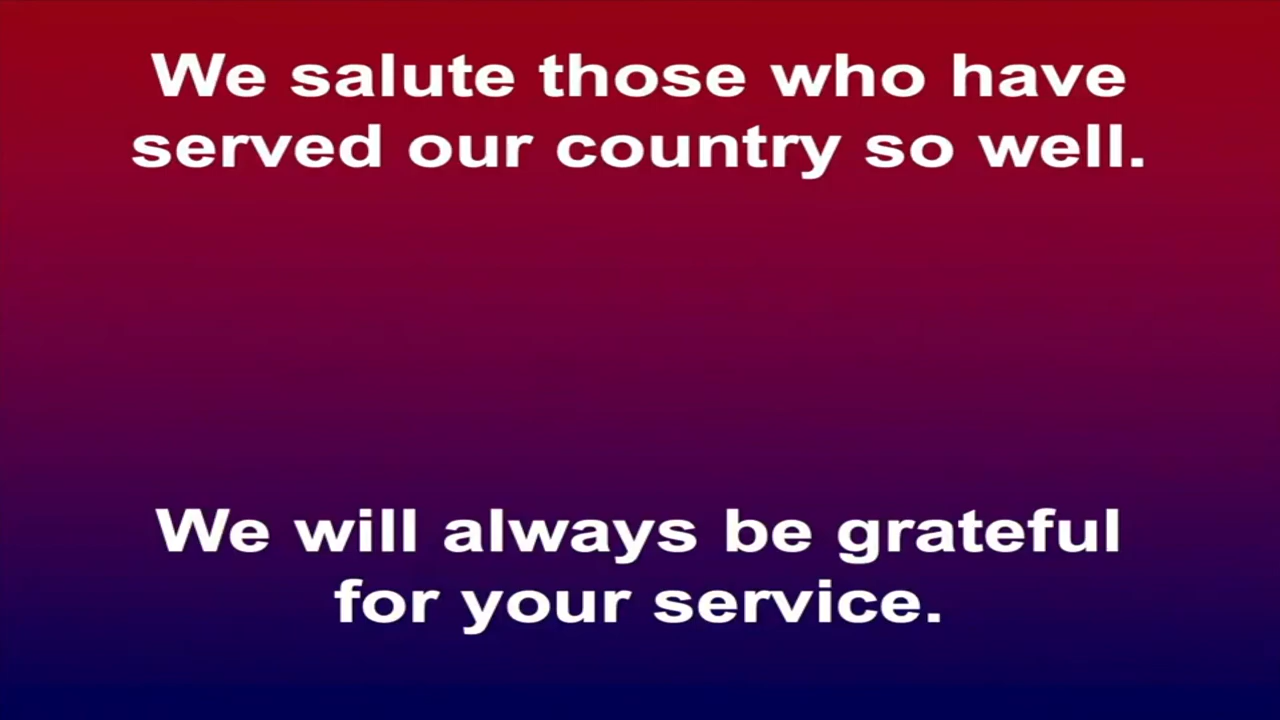 We salute those who have
served our country so well.
We will always be grateful
for your service.